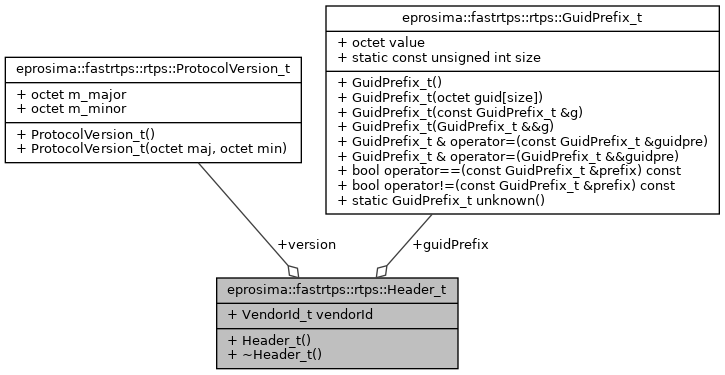 eprosima::fastrtps::rtps::GuidPrefix_t
+ octet value
+ static const unsigned int size
+ GuidPrefix_t()
+ GuidPrefix_t(octet guid[size])
+ GuidPrefix_t(const GuidPrefix_t &g)
+ GuidPrefix_t(GuidPrefix_t &&g)
+ GuidPrefix_t & operator=(const GuidPrefix_t &guidpre)
+ GuidPrefix_t & operator=(GuidPrefix_t &&guidpre)
+ bool operator==(const GuidPrefix_t &prefix) const
+ bool operator!=(const GuidPrefix_t &prefix) const
+ static GuidPrefix_t unknown()
eprosima::fastrtps::rtps::ProtocolVersion_t
+ octet m_major
+ octet m_minor
+ ProtocolVersion_t()
+ ProtocolVersion_t(octet maj, octet min)
+version
+guidPrefix
eprosima::fastrtps::rtps::Header_t
+ VendorId_t vendorId
+ Header_t()
+ ~Header_t()